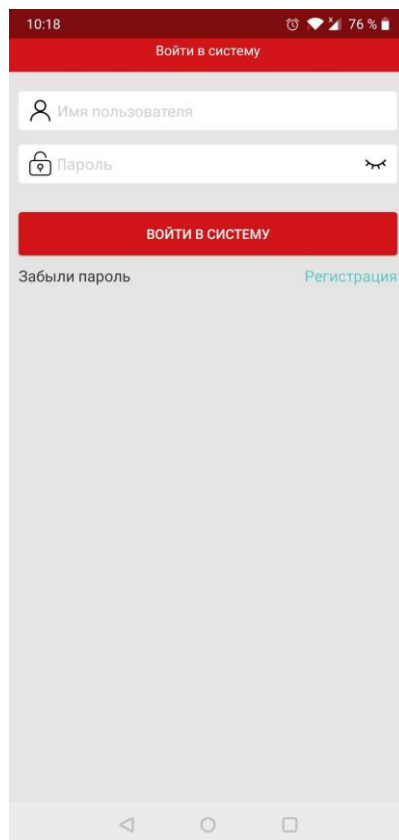 10:18 76 %
Войти в систему
Имя пользователя
Пароль
ВОЙТИ В СИСТЕМУ
Забыли пароль Регистрация